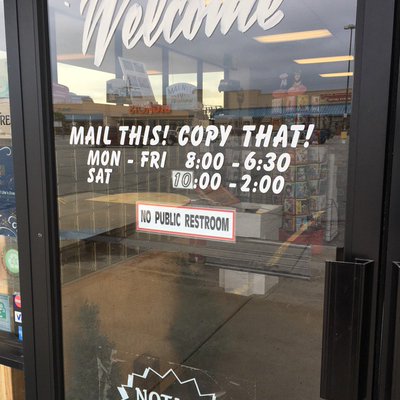 Welcome
MAIL THIS! COPY THAT!
MON - FRI 8:00 - 6:30
SAT 10:00 - 2:00
NO PUBLIC RESTROOM